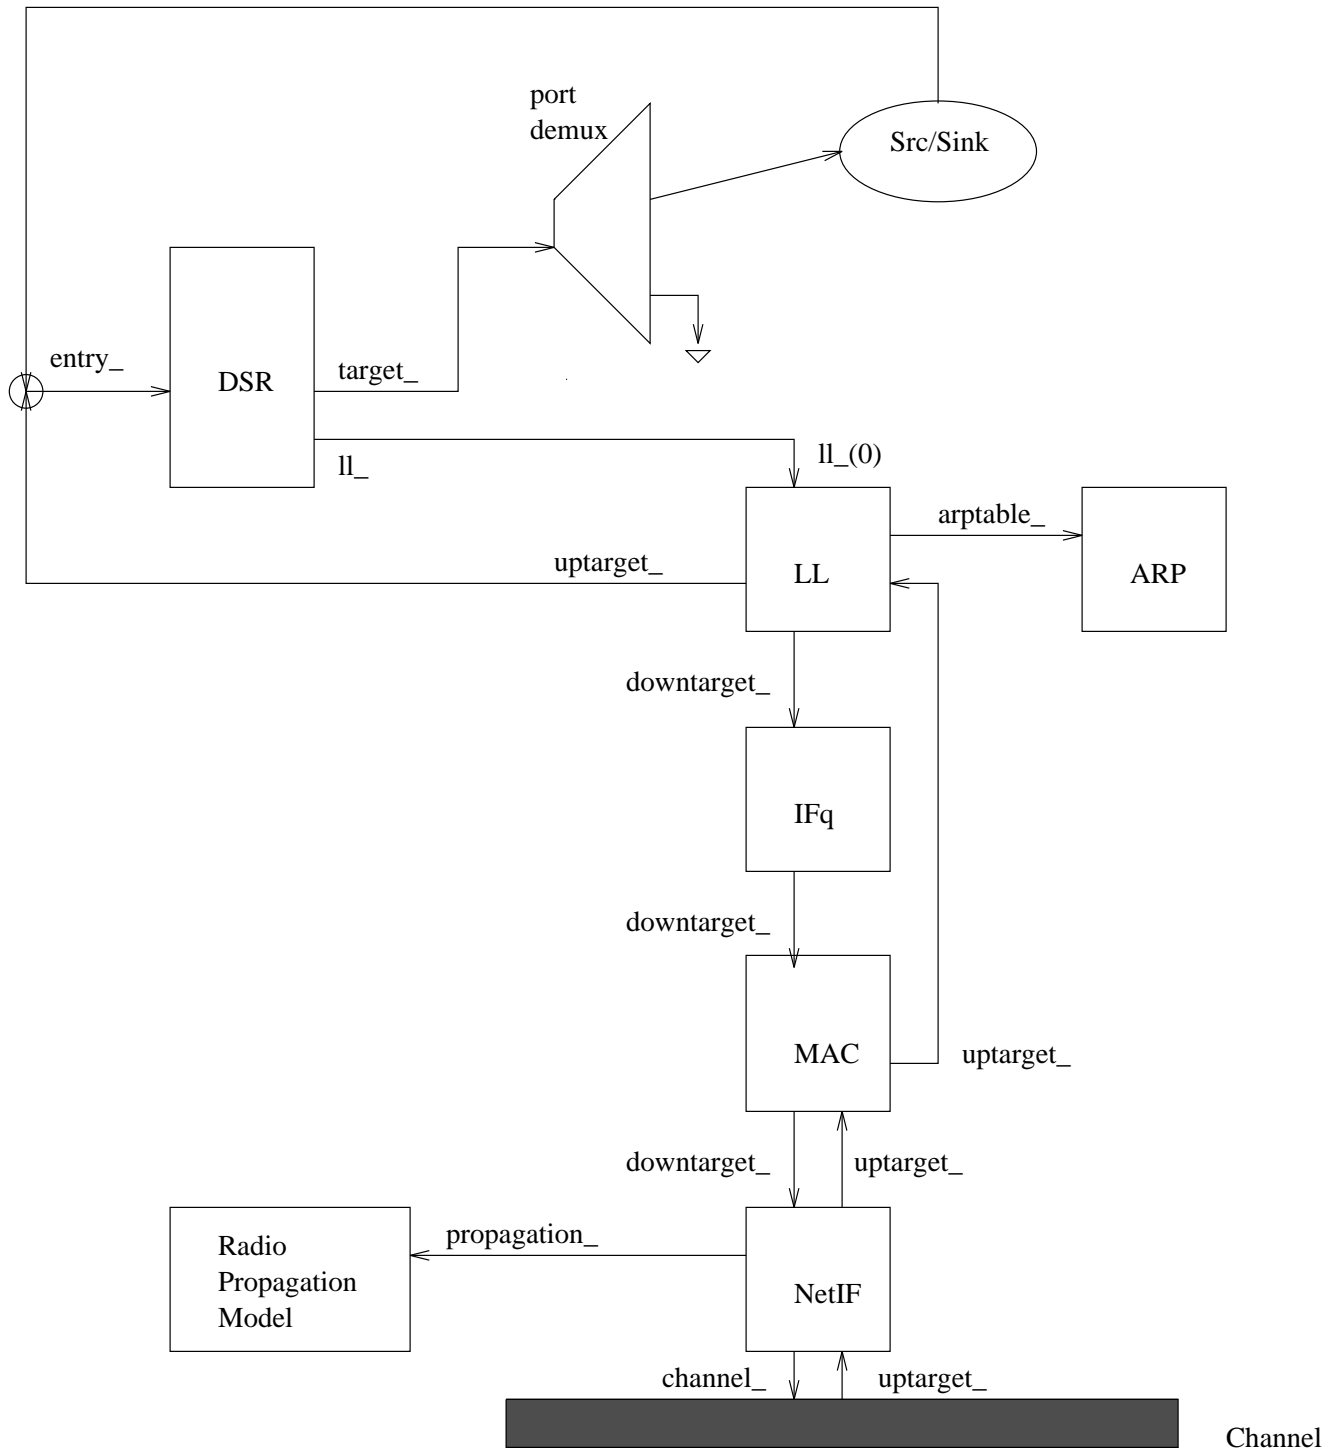 port
demux
Src/Sink
entry_
DSR
target_
ll_
ll_(0)
arptable_
uptarget_
LL
ARP
downtarget_
IFq
downtarget_
MAC
uptarget_
downtarget_
uptarget_
propagation_
Radio
Propagation
Model
NetIF
channel_
uptarget_
Channel